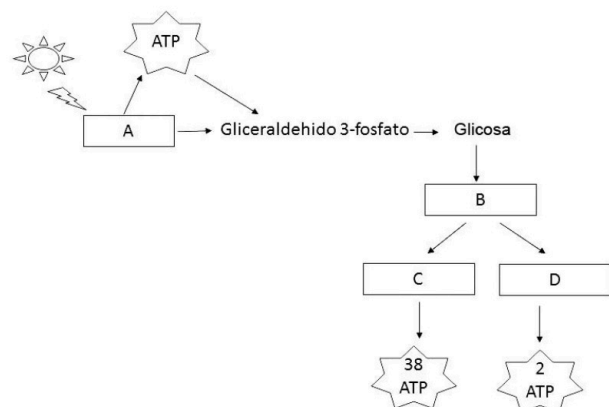 ATP
A
Gliceraldehido 3-fosfato
Glicosa
B
C
D
38
ATP
2
ATP